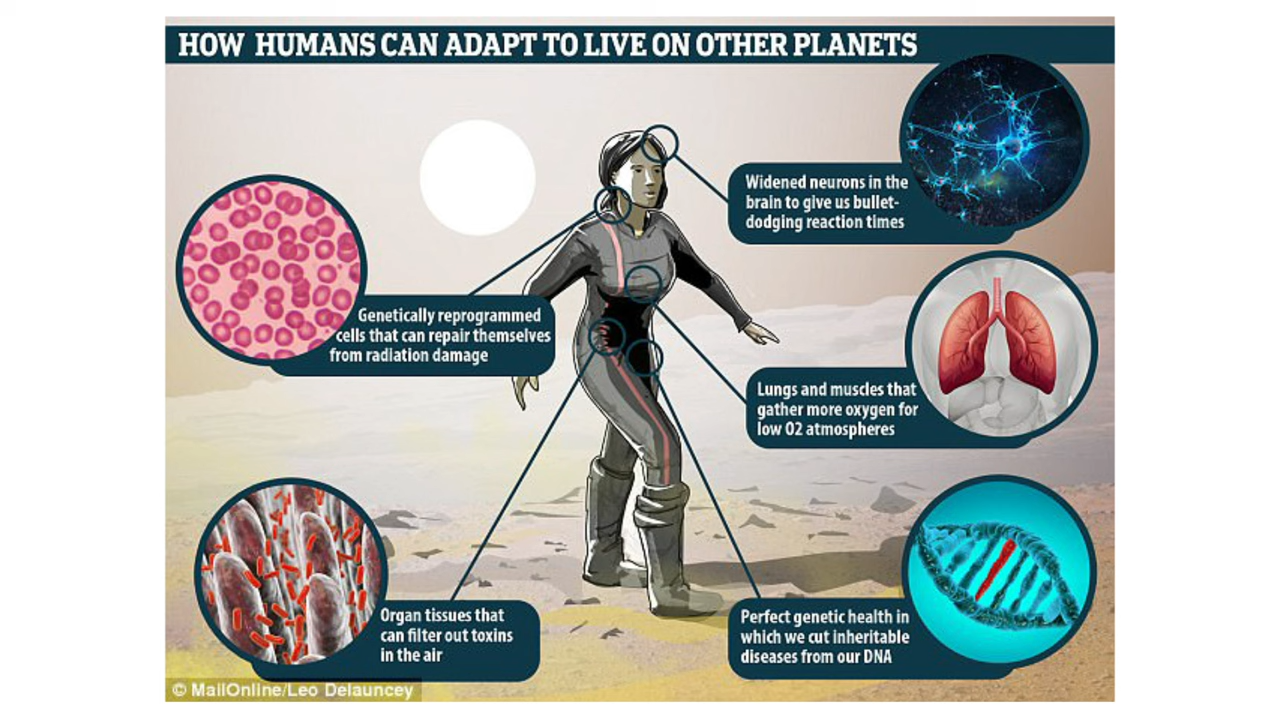 HOW HUMANS CAN ADAPT TO LIVE ON OTHER PLANETS
Widened neurons in the
brain to give us bullet-
dodging reaction times
Genetically reprogrammed
cells that can repair themselves
from radiation damage
Lungs and muscles that
gather more oxygen for
low O2 atmospheres
Organ tissues that
can filter out toxins
in the air
Perfect genetic health in
which we cut inheritable
diseases from our DNA
© MailOnline/Leo Delauncey